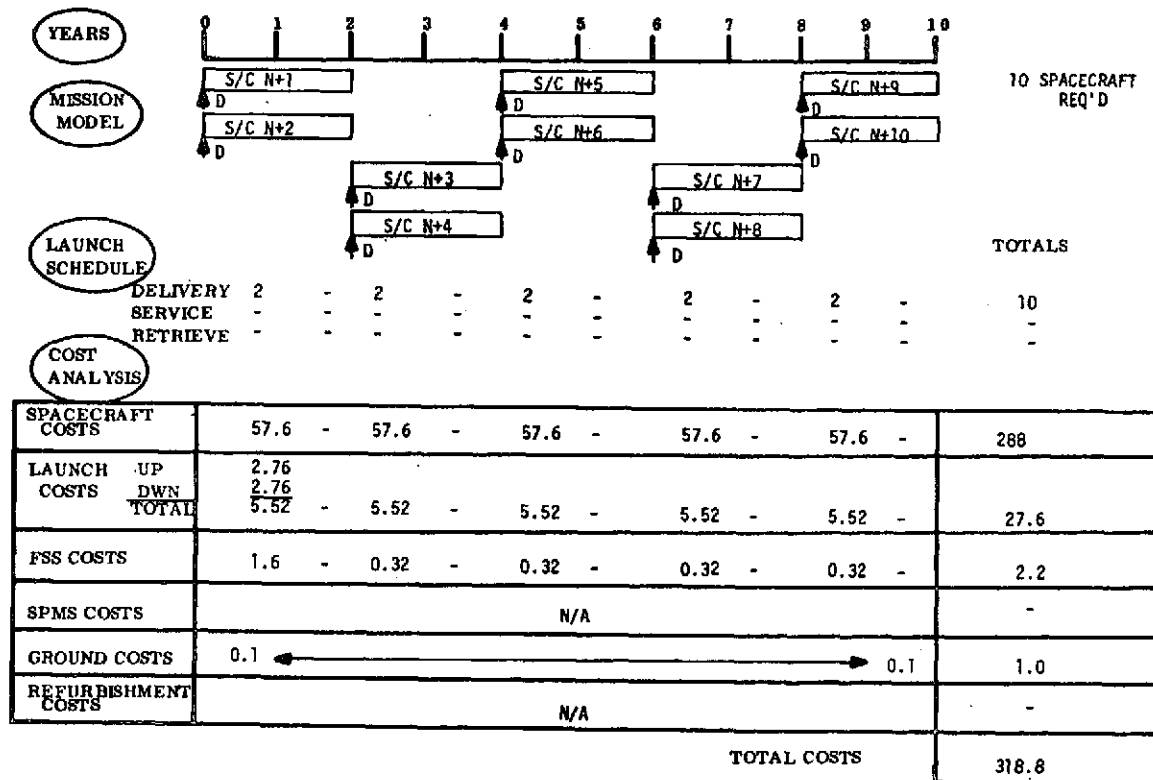 YEARS
0 1 2 3 4 5 6 7 8 9 10
MISSION MODEL
S/C N+1 S/C N+5 S/C N+9
D D D
S/C N+2 S/C N+6 S/C N+10
D D D
10 SPACECRAFT
REQ'D
S/C N+3 S/C N+7
D D
S/C N+4 S/C N+8
D D
LAUNCH SCHEDULE
TOTALS
DELIVERY 2 - 2 - 2 - 2 - 2 - 10
SERVICE - - - - - - - - - - -
RETRIEVE - - - - - - - - - - -
COST ANALYSIS
SPACECRAFT COSTS 57.6 - 57.6 - 57.6 - 57.6 - 57.6 - 288
LAUNCH COSTS UP 2.76
DWN 2.76
TOTAL 5.52 - 5.52 - 5.52 - 5.52 - 5.52 - 27.6
FSS COSTS 1.6 - 0.32 - 0.32 - 0.32 - 0.32 - 2.2
SPMS COSTS N/A -
GROUND COSTS 0.1 0.1 1.0
REFURBISHMENT COSTS N/A -
TOTAL COSTS 318.8